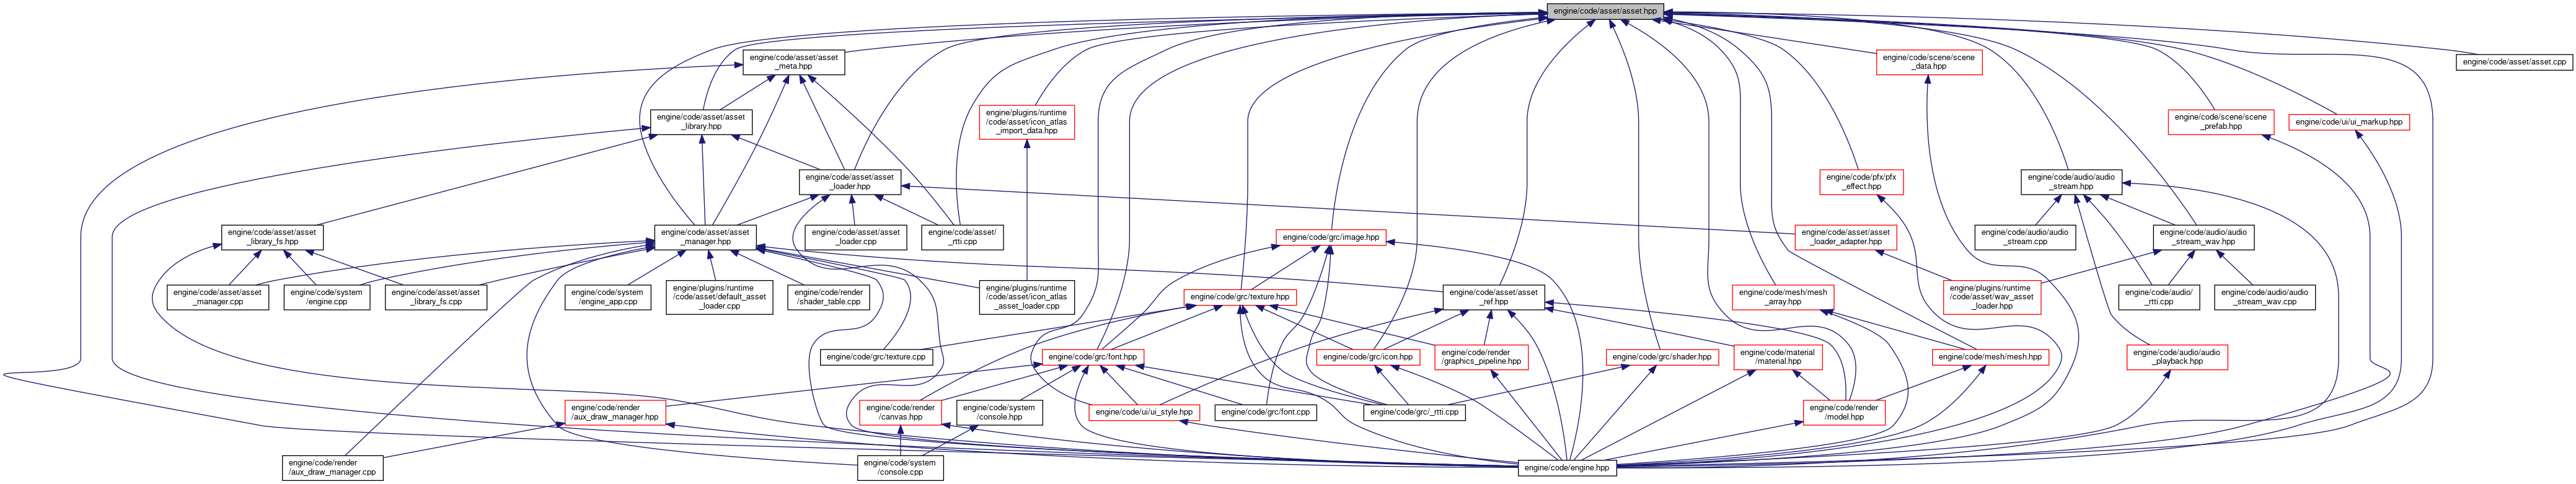 engine/code/asset/asset.hpp
engine/code/asset/asset
_meta.hpp
engine/code/scene/scene
_data.hpp
engine/code/asset/asset.cpp
engine/code/asset/asset
_library.hpp
engine/plugins/runtime
/code/asset/icon_atlas
_import_data.hpp
engine/code/scene/scene
_prefab.hpp
engine/code/ui/ui_markup.hpp
engine/code/asset/asset
_loader.hpp
engine/code/pfx/pfx
_effect.hpp
engine/code/audio/audio
_stream.hpp
engine/code/asset/asset
_library_fs.hpp
engine/code/asset/asset
_manager.hpp
engine/code/asset/asset
_loader.cpp
engine/code/asset/
_rtti.cpp
engine/code/grc/image.hpp
engine/code/asset/asset
_loader_adapter.hpp
engine/code/audio/audio
_stream.cpp
engine/code/audio/audio
_stream_wav.hpp
engine/code/asset/asset
_manager.cpp
engine/code/system
/engine.cpp
engine/code/asset/asset
_library_fs.cpp
engine/code/system
/engine_app.cpp
engine/plugins/runtime
/code/asset/default_asset
_loader.cpp
engine/code/render
/shader_table.cpp
engine/plugins/runtime
/code/asset/icon_atlas
_asset_loader.cpp
engine/code/grc/texture.hpp
engine/code/asset/asset
_ref.hpp
engine/code/mesh/mesh
_array.hpp
engine/plugins/runtime
/code/asset/wav_asset
_loader.hpp
engine/code/audio/
_rtti.cpp
engine/code/audio/audio
_stream_wav.cpp
engine/code/grc/texture.cpp
engine/code/grc/font.hpp
engine/code/grc/icon.hpp
engine/code/render
/graphics_pipeline.hpp
engine/code/grc/shader.hpp
engine/code/material
/material.hpp
engine/code/mesh/mesh.hpp
engine/code/audio/audio
_playback.hpp
engine/code/render
/aux_draw_manager.hpp
engine/code/render
/canvas.hpp
engine/code/system
/console.hpp
engine/code/ui/ui_style.hpp
engine/code/grc/font.cpp
engine/code/grc/_rtti.cpp
engine/code/render
/model.hpp
engine/code/render
/aux_draw_manager.cpp
engine/code/system
/console.cpp
engine/code/engine.hpp